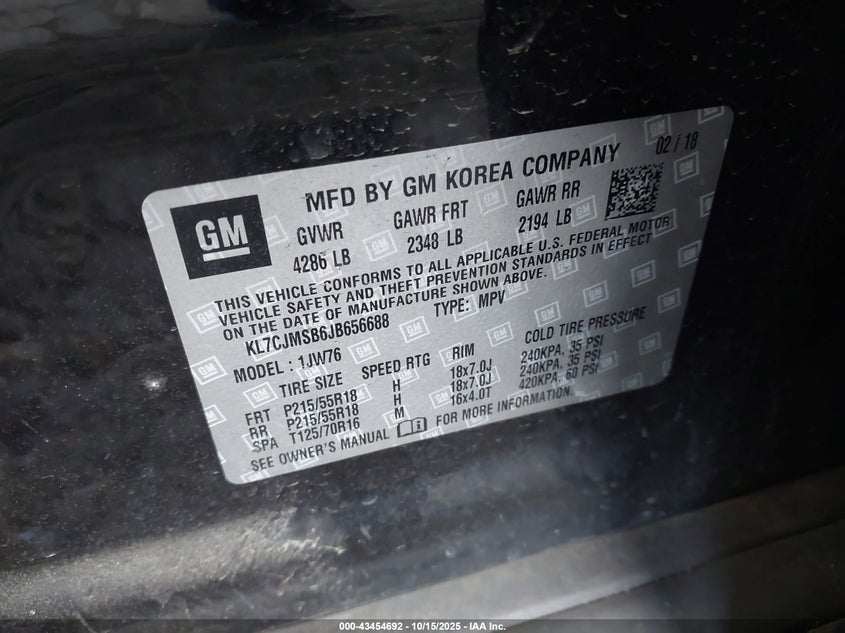 MFD BY GM KOREA COMPANY 02 / 18
GM
GVWR GAWR FRT GAWR RR
4286 LB 2348 LB 2194 LB
THIS VEHICLE CONFORMS TO ALL APPLICABLE U.S. FEDERAL MOTOR
VEHICLE SAFETY AND THEFT PREVENTION STANDARDS IN EFFECT
ON THE DATE OF MANUFACTURE SHOWN ABOVE.
KL7CJMSB6JB656688 TYPE: MPV
MODEL : 1JW76
TIRE SIZE SPEED RTG RIM COLD TIRE PRESSURE
FRT P215/55R18 H 18x7.0J 240KPA, 35 PSI
RR P215/55R18 H 18x7.0J 240KPA, 35 PSI
SPA T125/70R16 M 16x4.0T 420KPA, 60 PSI
SEE OWNER'S MANUAL FOR MORE INFORMATION.
000-43454692 - 10/15/2025 - IAA Inc.